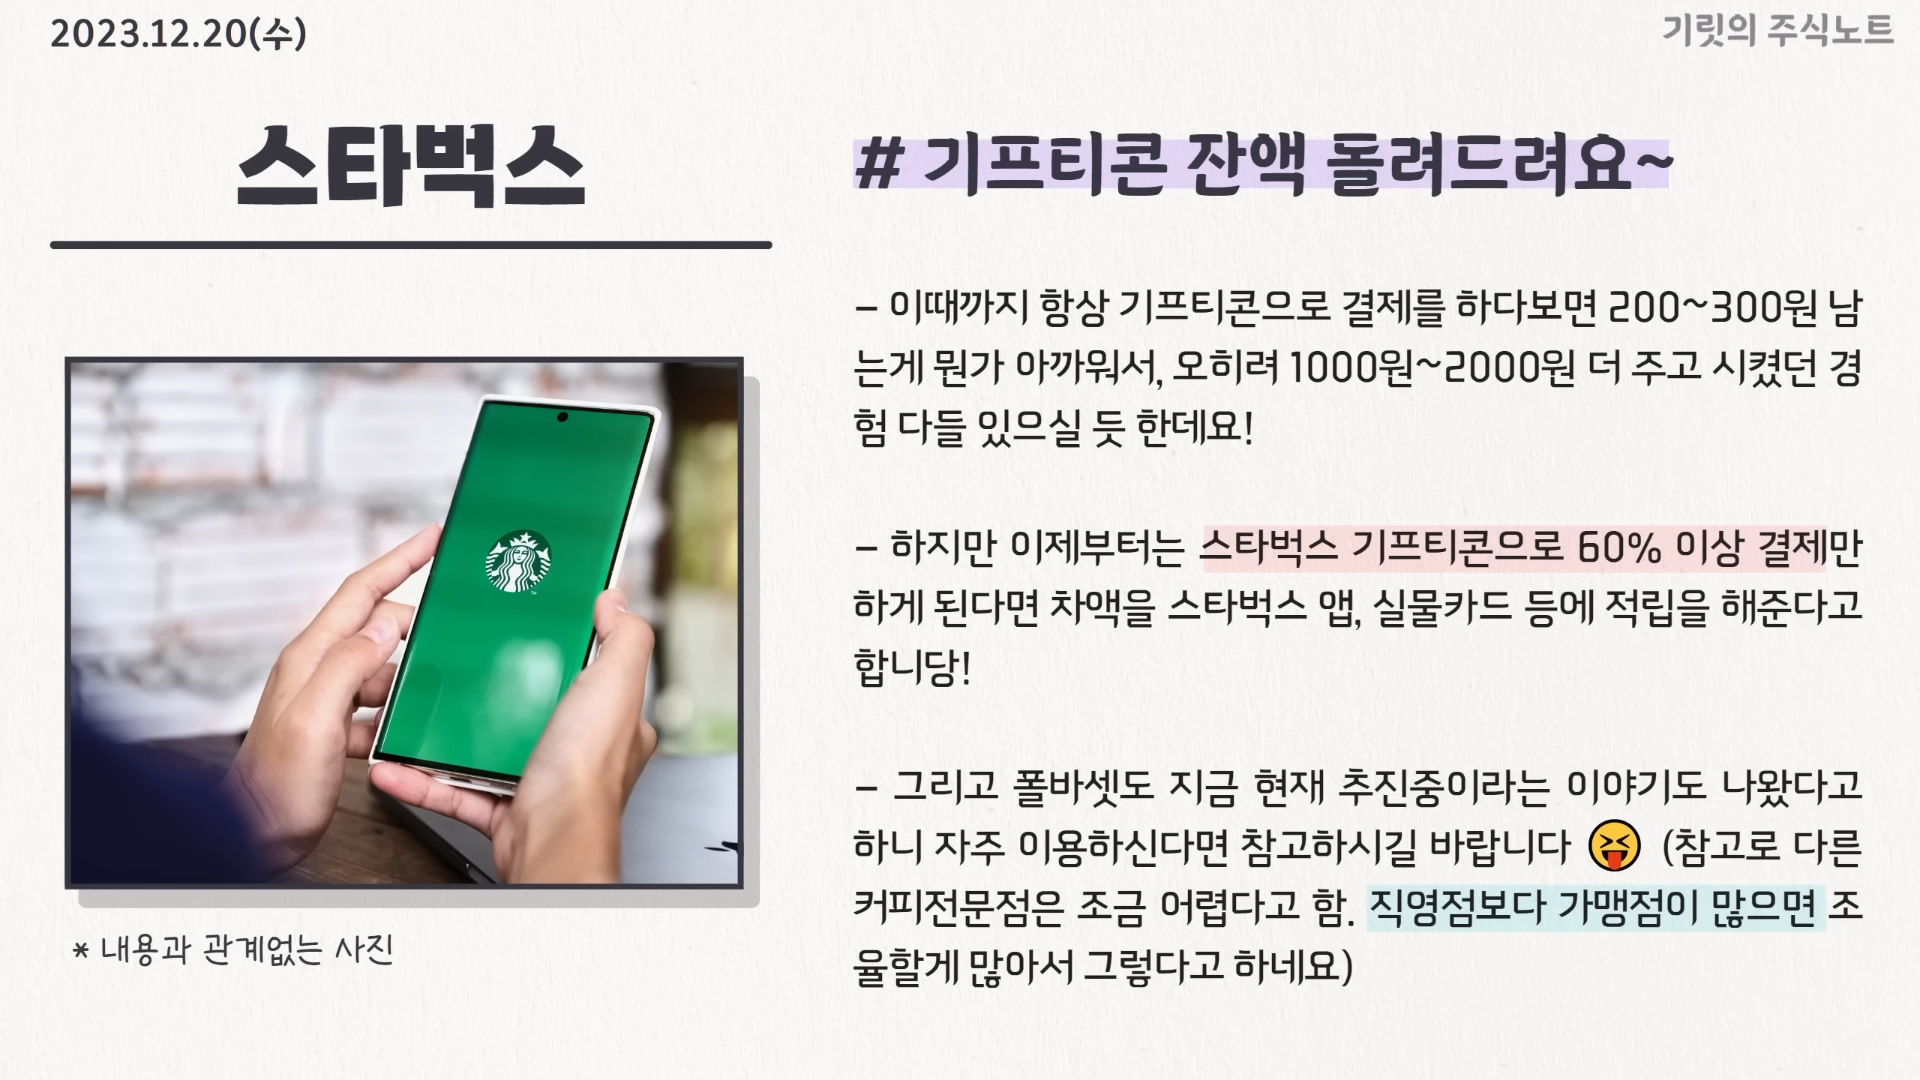 2023.12.20(수)
기릿의 주식노트
스타벅스
# 기프티콘 잔액 돌려드려요~
– 이때까지 항상 기프티콘으로 결제를 하다보면 200~300원 남
는게 뭔가 아까워서, 오히려 1000원~2000원 더 주고 시켰던 경
험 다들 있으실 듯 한데요!
– 하지만 이제부터는 스타벅스 기프티콘으로 60% 이상 결제만
하게 된다면 차액을 스타벅스 앱, 실물카드 등에 적립을 해준다고
합니당!
– 그리고 폴바셋도 지금 현재 추진중이라는 이야기도 나왔다고
하니 자주 이용하신다면 참고하시길 바랍니다 😝 (참고로 다른
커피전문점은 조금 어렵다고 함. 직영점보다 가맹점이 많으면 조
율할게 많아서 그렇다고 하네요)
* 내용과 관계없는 사진